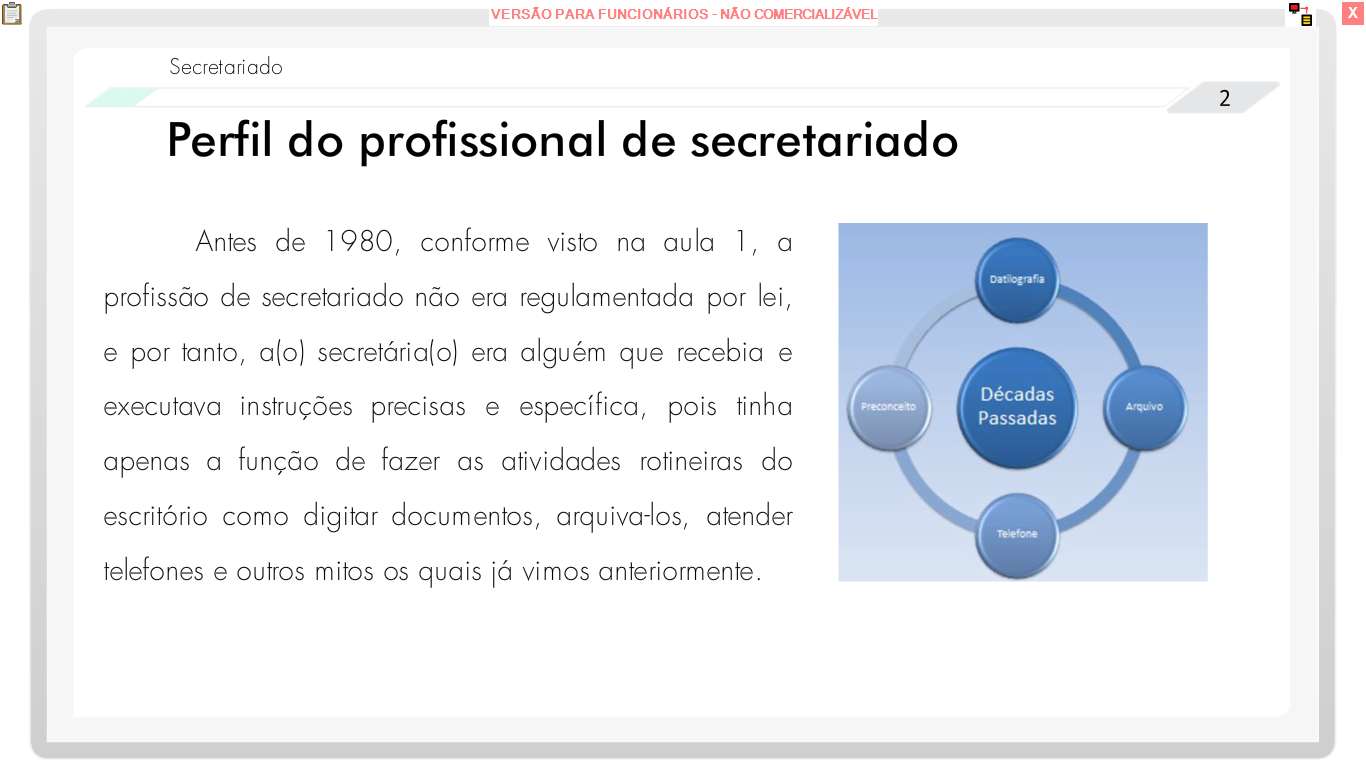 VERSÃO PARA FUNCIONÁRIOS - NÃO COMERCIALIZÁVEL
X
Secretariado
2
Perfil do profissional de secretariado
Antes de 1980, conforme visto na aula 1, a
profissão de secretariado não era regulamentada por lei,
e por tanto, a(o) secretária(o) era alguém que recebia e
executava instruções precisas e específica, pois tinha
apenas a função de fazer as atividades rotineiras do
escritório como digitar documentos, arquiva-los, atender
telefones e outros mitos os quais já vimos anteriormente.
Datilografia
Preconceito
Décadas
Passadas
Arquivo
Telefone